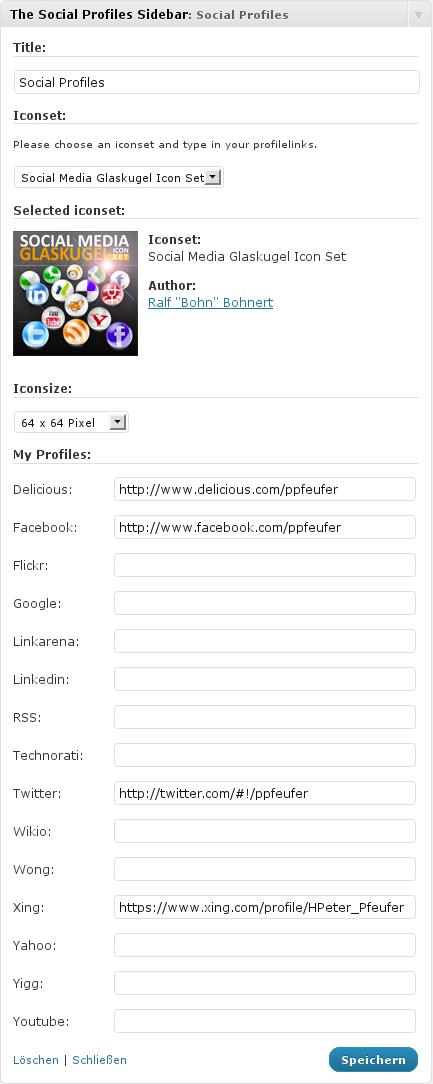 The Social Profiles Sidebar: Social Profiles
Title:
Social Profiles
Iconset:
Please choose an iconset and type in your profilelinks.
Social Media Glaskugel Icon Set
Selected iconset:
SOCIAL MEDIA
GLASKUGEL ICON SET
You Tube
Iconset:
Social Media Glaskugel Icon Set
Author:
Ralf "Bohn" Bohnert
Iconsize:
64 x 64 Pixel
My Profiles:
Delicious: http://www.delicious.com/ppfeufer
Facebook: http://www.facebook.com/ppfeufer
Flickr:
Google:
Linkarena:
Linkedin:
RSS:
Technorati:
Twitter: http://twitter.com/#!/ppfeufer
Wikio:
Wong:
Xing: https://www.xing.com/profile/HPeter_Pfeufer
Yahoo:
Yigg:
Youtube:
Löschen | Schließen Speichern